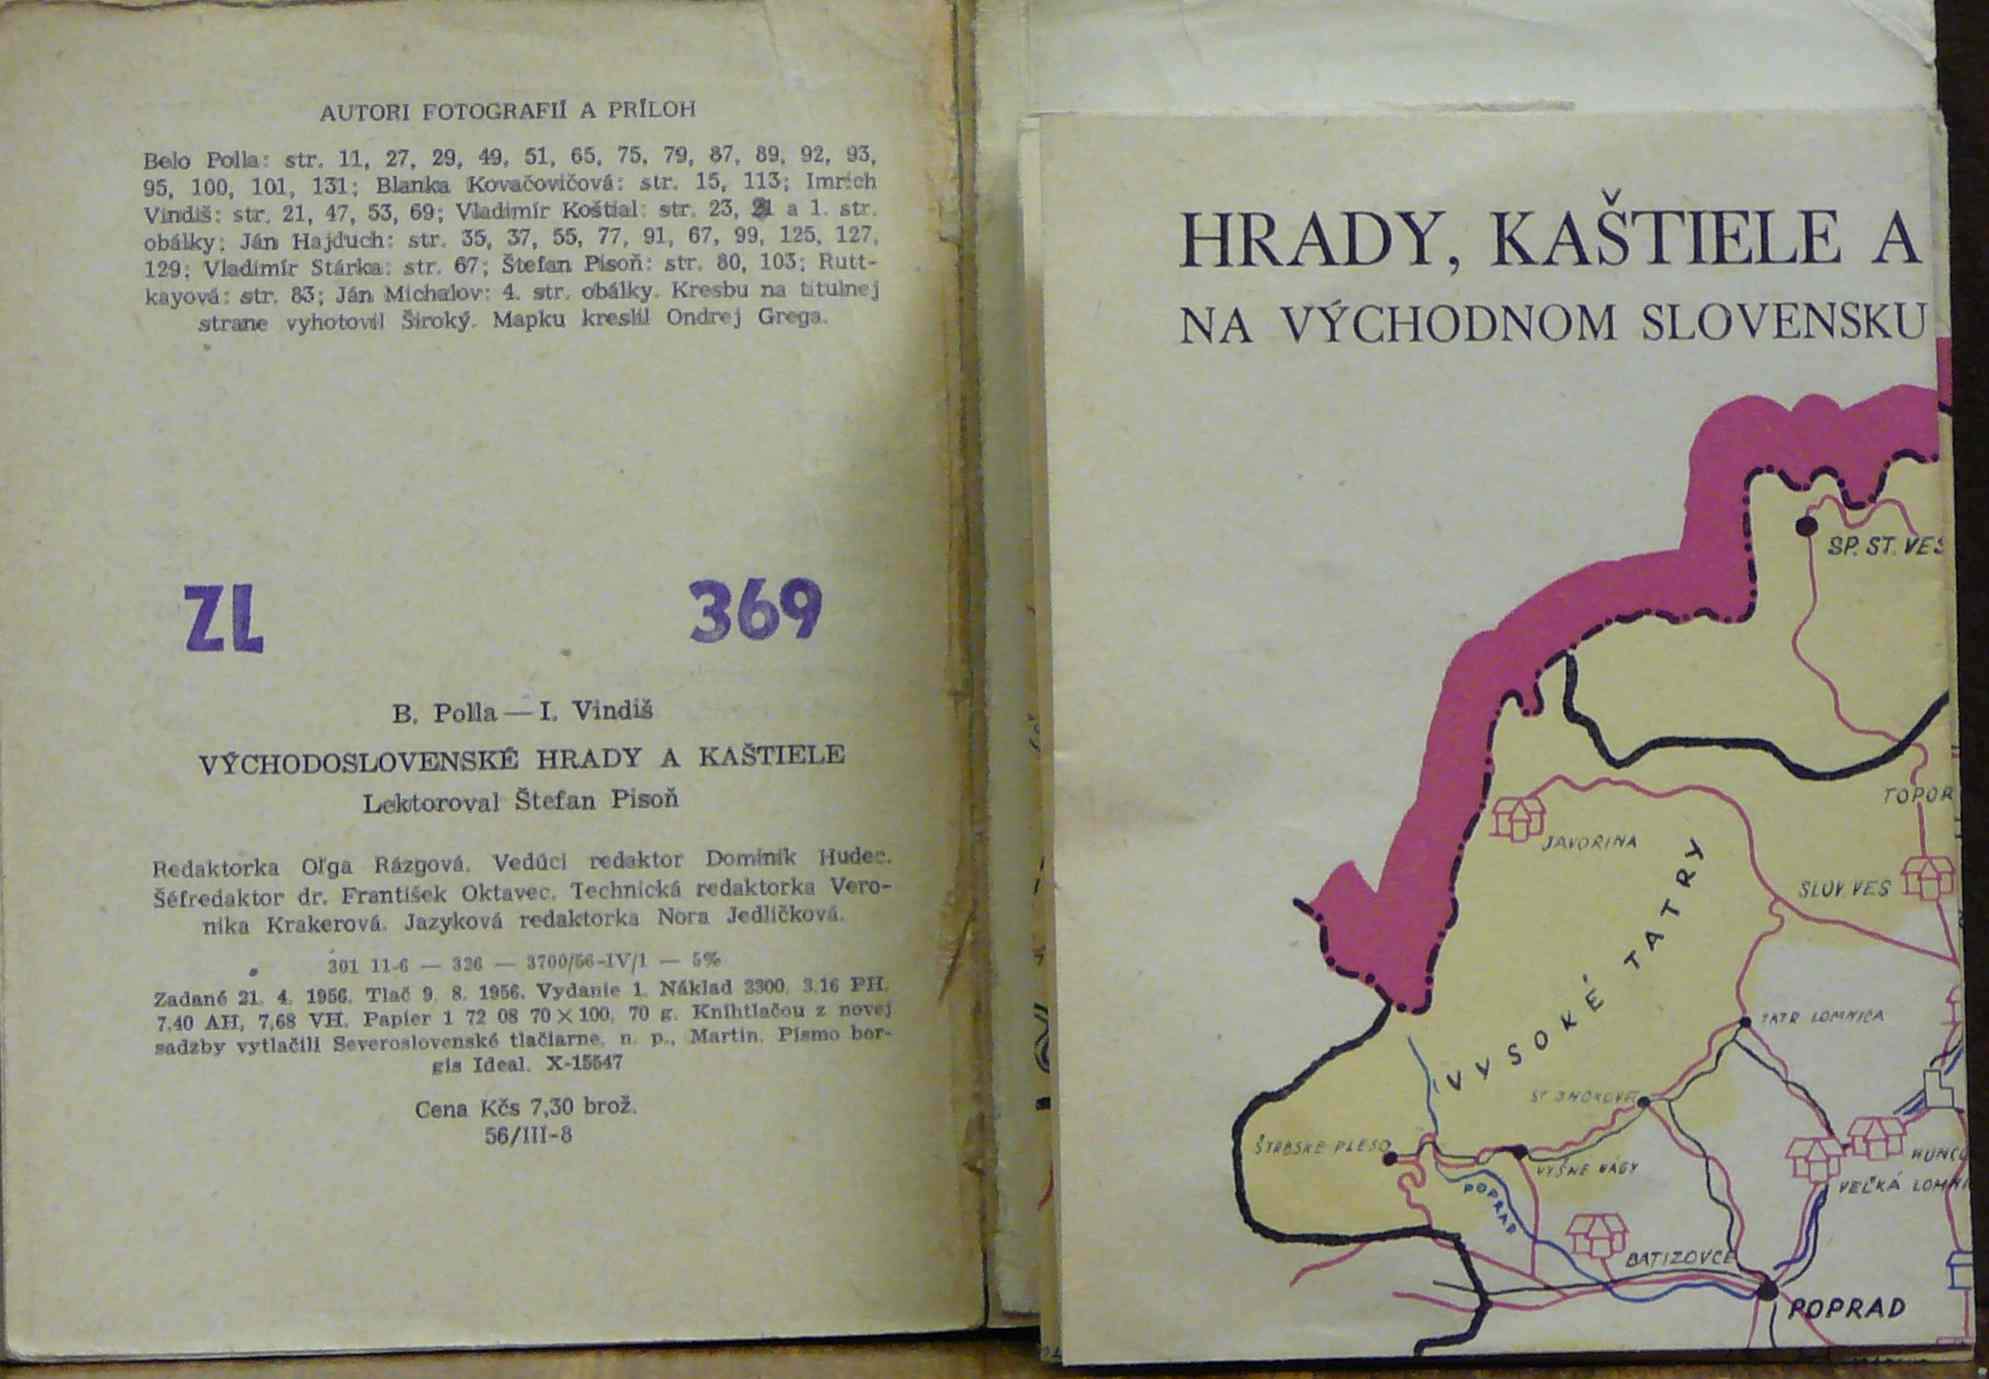 AUTORI FOTOGRAFIÍ A PRÍLOH
Belo Polla: str. 11, 27, 29, 49, 51, 65, 75, 79, 87, 89, 92, 93,
95, 100, 101, 131; Blanka Kovačovičová: str. 15, 113; Imrich
Vindiš: str. 21, 47, 53, 69; Vladimír Koštial: str. 23, a 1. str.
obálky; Ján Hajduch: str. 35, 37, 55, 77, 91, 67, 99, 125, 127,
129; Vladimír Stárka: str. 67; Štefan Pisoň: str. 80, 103; Rutt-
kayová: str. 83; Ján Michalov: 4. str. obálky. Kresbu na titulnej
strane vyhotovil Široký. Mapku kreslil Ondrej Grega.
ZL 369
B. Polla — I. Vindiš
VÝCHODOSLOVENSKÉ HRADY A KAŠTIELE
Lektoroval Štefan Pisoň
Redaktorka Oľga Rázgová. Vedúci redaktor Dominik Hudec.
Šéfredaktor dr. František Oktavec. Technická redaktorka Vero-
nika Krakerová. Jazyková redaktorka Nora Jedličková.
301 11-6 — 326 — 3700/56-IV/1 — 5%
Zadané 21. 4. 1956. Tlač 9. 8. 1956. Vydanie 1. Náklad 2300. 3,16 PH,
7,40 AH, 7,68 VH. Papier 1 72 08 70 × 100, 70 g. Kníhtlačou z novej
sadzby vytlačili Severoslovenské tlačiarne, n. p., Martin. Písmo bor-
gis Ideal. X-15547
Cena Kčs 7,30 brož.
56/III-8
HRADY, KAŠTIELE A
NA VÝCHODNOM SLOVENSKU
SP. ST. VES
TOPOR
JAVORINA
SLOV. VES
VYSOKÉ TATRY
TATR LOMNICA
ST SMOKOVEC
ŠTRBSKÉ PLESO
VYŠNÉ HÁGY
HUNCO
VEĽKÁ LOMNI
POPRAD
BATIZOVCE
POPRAD